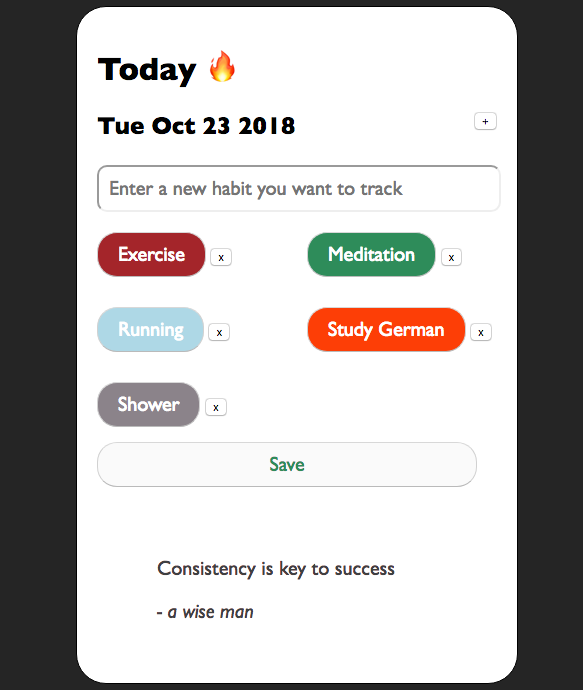 Today 🔥
Tue Oct 23 2018 +
Enter a new habit you want to track
Exercise x Meditation x
Running x Study German x
Shower x
Save
Consistency is key to success
- a wise man